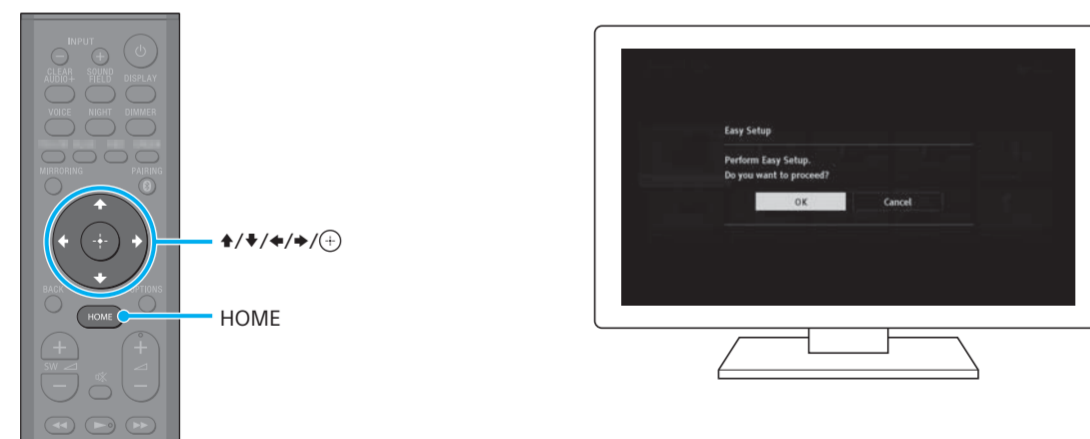 INPUT
CLEAR AUDIO+
SOUND FIELD
DISPLAY
VOICE
NIGHT
DIMMER
MIRRORING
PAIRING
BACK
OPTIONS
HOME
SW
/ / / /
HOME
Easy Setup
Perform Easy Setup.
Do you want to proceed?
OK
Cancel